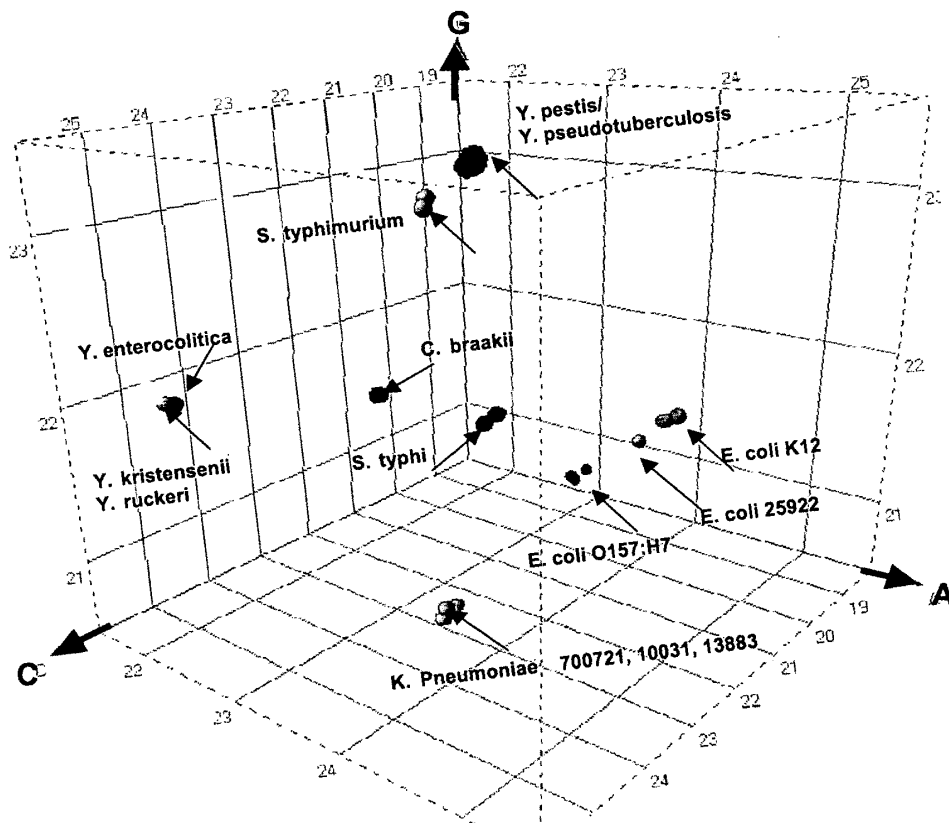 G
25 24 23 22 21 20 19 22 23 24 25
Y. pestis/
Y. pseudotuberculosis
S. typhimurium
23
Y. enterocolitica
C. braakii
22
22
Y. kristensenii
Y. ruckeri
S. typhi
E. coli K12
E. coli 25922
21
21
E. coli O157:H7
A
C
K. Pneumoniae 700721, 10031, 13883
22 23 24
19
20
21
22
23
24